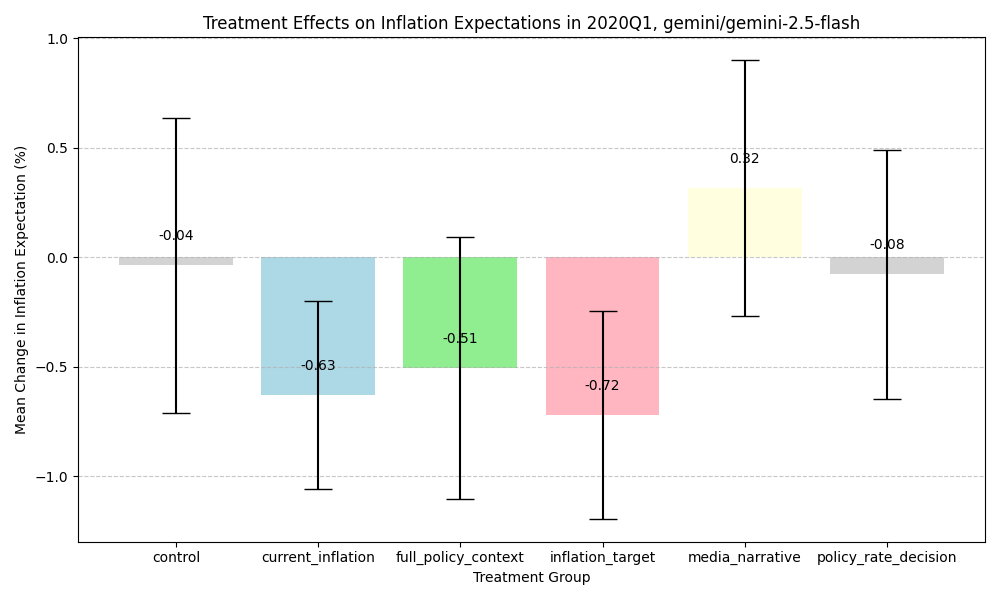 Treatment Effects on Inflation Expectations in 2020Q1, gemini/gemini-2.5-flash
Mean Change in Inflation Expectation (%)
1.0
0.5
0.0
−0.5
−1.0
-0.04
-0.63
-0.51
-0.72
0.32
-0.08
control
current_inflation
full_policy_context
inflation_target
media_narrative
policy_rate_decision
Treatment Group